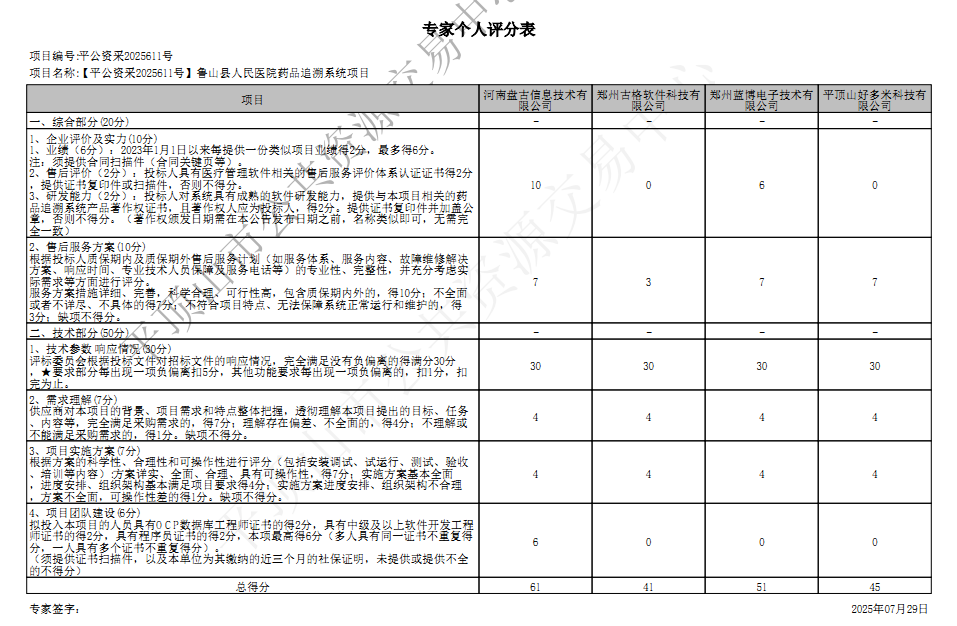 专家个人评分表
项目编号:平公资采2025611号
项目名称:【平公资采2025611号】鲁山县人民医院药品追溯系统项目
项目
河南盘古信息技术有
限公司
郑州古格软件科技有
限公司
郑州蓝博电子技术有
限公司
平顶山好多米科技有
限公司
一、综合部分(20分)
-
-
-
-
1、企业评价及实力(10分)
1、业绩（6分）：2023年1月1日以来每提供一份类似项目业绩得2分，最多得6分。
注：须提供合同扫描件（合同关键页等）。
2、售后评价（2分）：投标人具有医疗管理软件相关的售后服务评价体系认证证书得2分
，提供证书复印件或扫描件，否则不得分。
3、研发能力（2分）：投标人对系统具有成熟的软件研发能力，提供与本项目相关的药
品追溯系统产品著作权证书，且著作权人应为投标人，得2分。提供证书复印件并加盖公
章，否则不得分。（著作权颁发日期需在本公告发布日期之前，名称类似即可，无需完
全一致）
10
0
6
0
2、售后服务方案(10分)
根据投标人质保期内及质保期外售后服务计划（如服务体系、服务内容、故障维修解决
方案、响应时间、专业技术人员保障及服务电话等）的专业性、完整性，并充分考虑实
际需求等方面进行评分。
服务方案措施详细、完善，科学合理、可行性高，包含质保期内外的，得10分；不全面
或者不详尽、不具体的得7分；不符合项目特点、无法保障系统正常运行和维护的，得
3分；缺项不得分。
7
3
7
7
二、技术部分(50分)
-
-
-
-
1、技术参数 响应情况(30分)
评标委员会根据投标文件对招标文件的响应情况，完全满足没有负偏离的得满分30分
，★要求部分每出现一项负偏离扣5分，其他功能要求每出现一项负偏离的，扣1分，扣
完为止。
30
30
30
30
2、需求理解(7分)
供应商对本项目的背景、项目需求和特点整体把握，透彻理解本项目提出的目标、任务
、内容等，完全满足采购需求的，得7分；理解存在偏差、不全面的，得4分；不理解或
不能满足采购需求的，得1分。缺项不得分。
4
4
4
4
3、项目实施方案(7分)
根据方案的科学性、合理性和可操作性进行评分（包括安装调试、试运行、测试、验收
、培训等内容）:方案详实、全面、合理、具有可操作性，得7分；实施方案基本全面
，进度安排、组织架构基本满足项目要求得4分；实施方案进度安排、组织架构不合理
，方案不全面，可操作性差的得1分。缺项不得分。
4
4
4
4
4、项目团队建设(6分)
拟投入本项目的人员具有OCP数据库工程师证书的得2分，具有中级及以上软件开发工程
师证书的得2分，具有程序员证书的得2分，本项最高得6分（多人具有同一证书不重复得
分，一人具有多个证书不重复得分）。
（须提供证书扫描件，以及本单位为其缴纳的近三个月的社保证明，未提供或提供不全
的不得分）
6
0
0
0
总得分
61
41
51
45
专家签字：
2025年07月29日
平顶山市公共资源交易中心